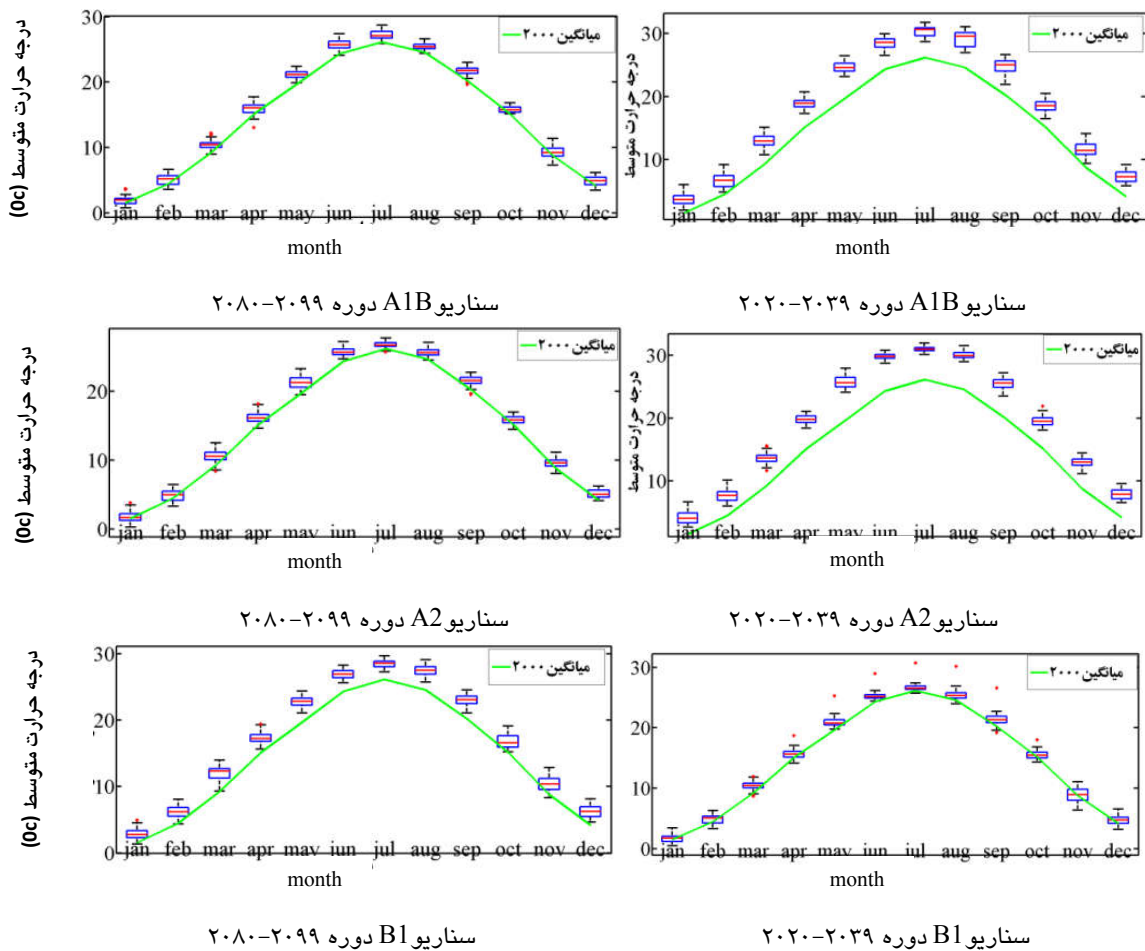 درجه حرارت متوسط (0c)
30
20
10
0
میانگین ۲۰۰۰
jan feb mar apr may jun jul aug sep oct nov dec
month
سناریو A1B دوره ۲۰۹۹-۲۰۸۰
درجه حرارت متوسط
30
20
10
میانگین ۲۰۰۰
jan feb mar apr may jun jul aug sep oct nov dec
month
سناریو A1B دوره ۲۰۳۹-۲۰۲۰
درجه حرارت متوسط (0c)
20
10
0
میانگین ۲۰۰۰
jan feb mar apr may jun jul aug sep oct nov dec
month
سناریو A2 دوره ۲۰۹۹-۲۰۸۰
درجه حرارت متوسط
30
20
10
میانگین ۲۰۰۰
jan feb mar apr may jun jul aug sep oct nov dec
month
سناریو A2 دوره ۲۰۳۹-۲۰۲۰
درجه حرارت متوسط (0c)
30
20
10
0
میانگین ۲۰۰۰
jan feb mar apr may jun jul aug sep oct nov dec
month
سناریو B1 دوره ۲۰۹۹-۲۰۸۰
30
20
10
0
میانگین ۲۰۰۰
jan feb mar apr may jun jul aug sep oct nov dec
month
سناریو B1 دوره ۲۰۳۹-۲۰۲۰